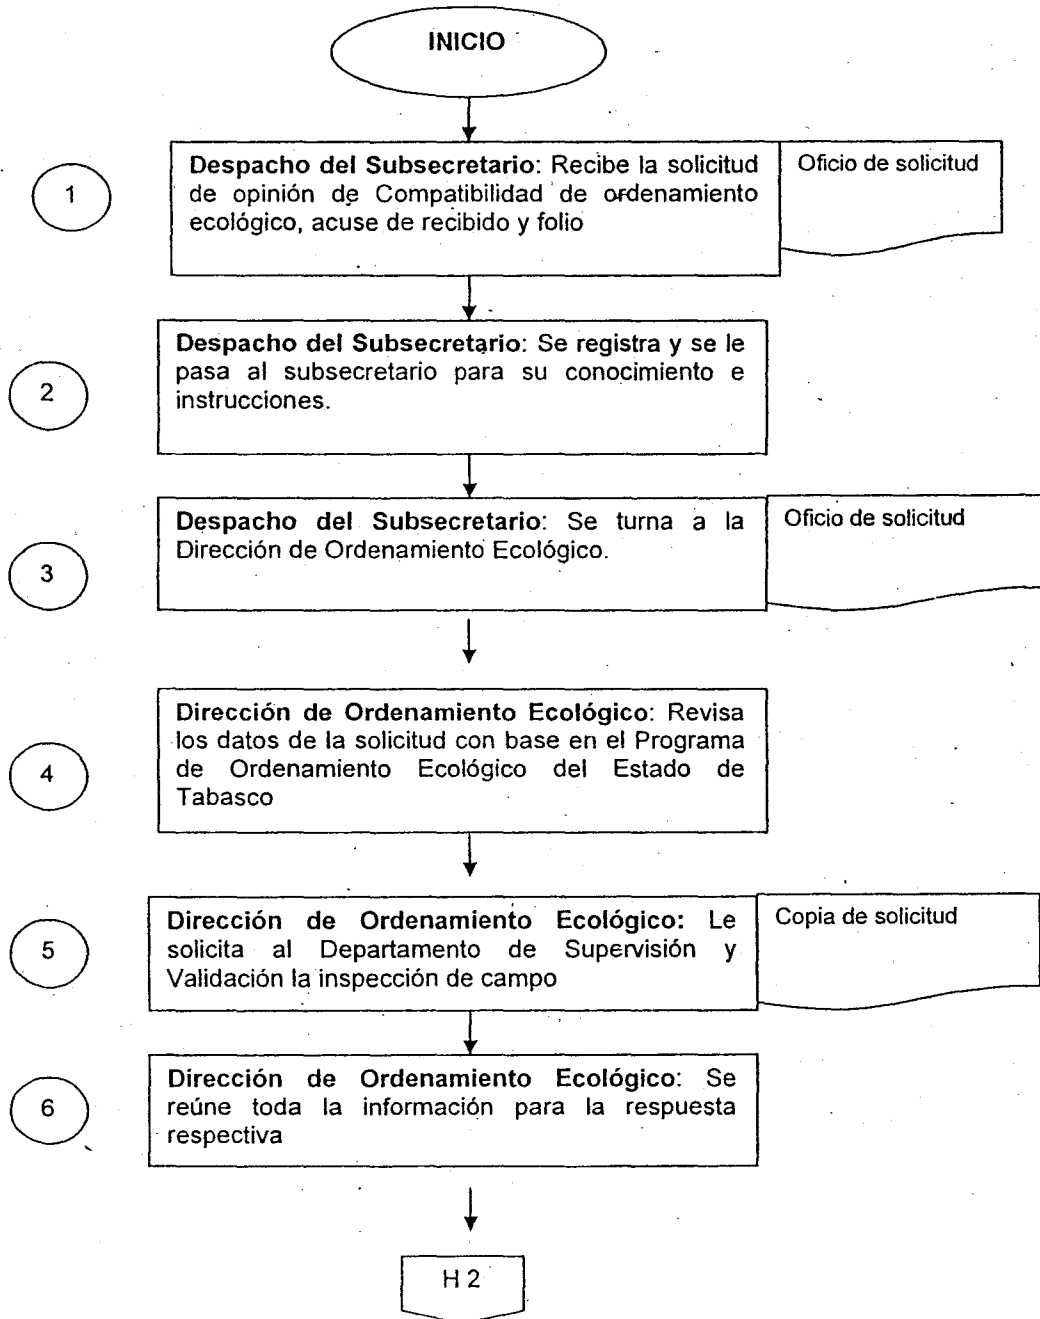 INICIO
1
Despacho del Subsecretario: Recibe la solicitud
de opinión de Compatibilidad de ordenamiento
ecológico, acuse de recibido y folio
Oficio de solicitud
2
Despacho del Subsecretario: Se registra y se le
pasa al subsecretario para su conocimiento e
instrucciones.
3
Despacho del Subsecretario: Se turna a la
Dirección de Ordenamiento Ecológico.
Oficio de solicitud
4
Dirección de Ordenamiento Ecológico: Revisa
los datos de la solicitud con base en el Programa
de Ordenamiento Ecológico del Estado de
Tabasco
5
Dirección de Ordenamiento Ecológico: Le
solicita al Departamento de Supervisión y
Validación la inspección de campo
Copia de solicitud
6
Dirección de Ordenamiento Ecológico: Se
reúne toda la información para la respuesta
respectiva
H 2